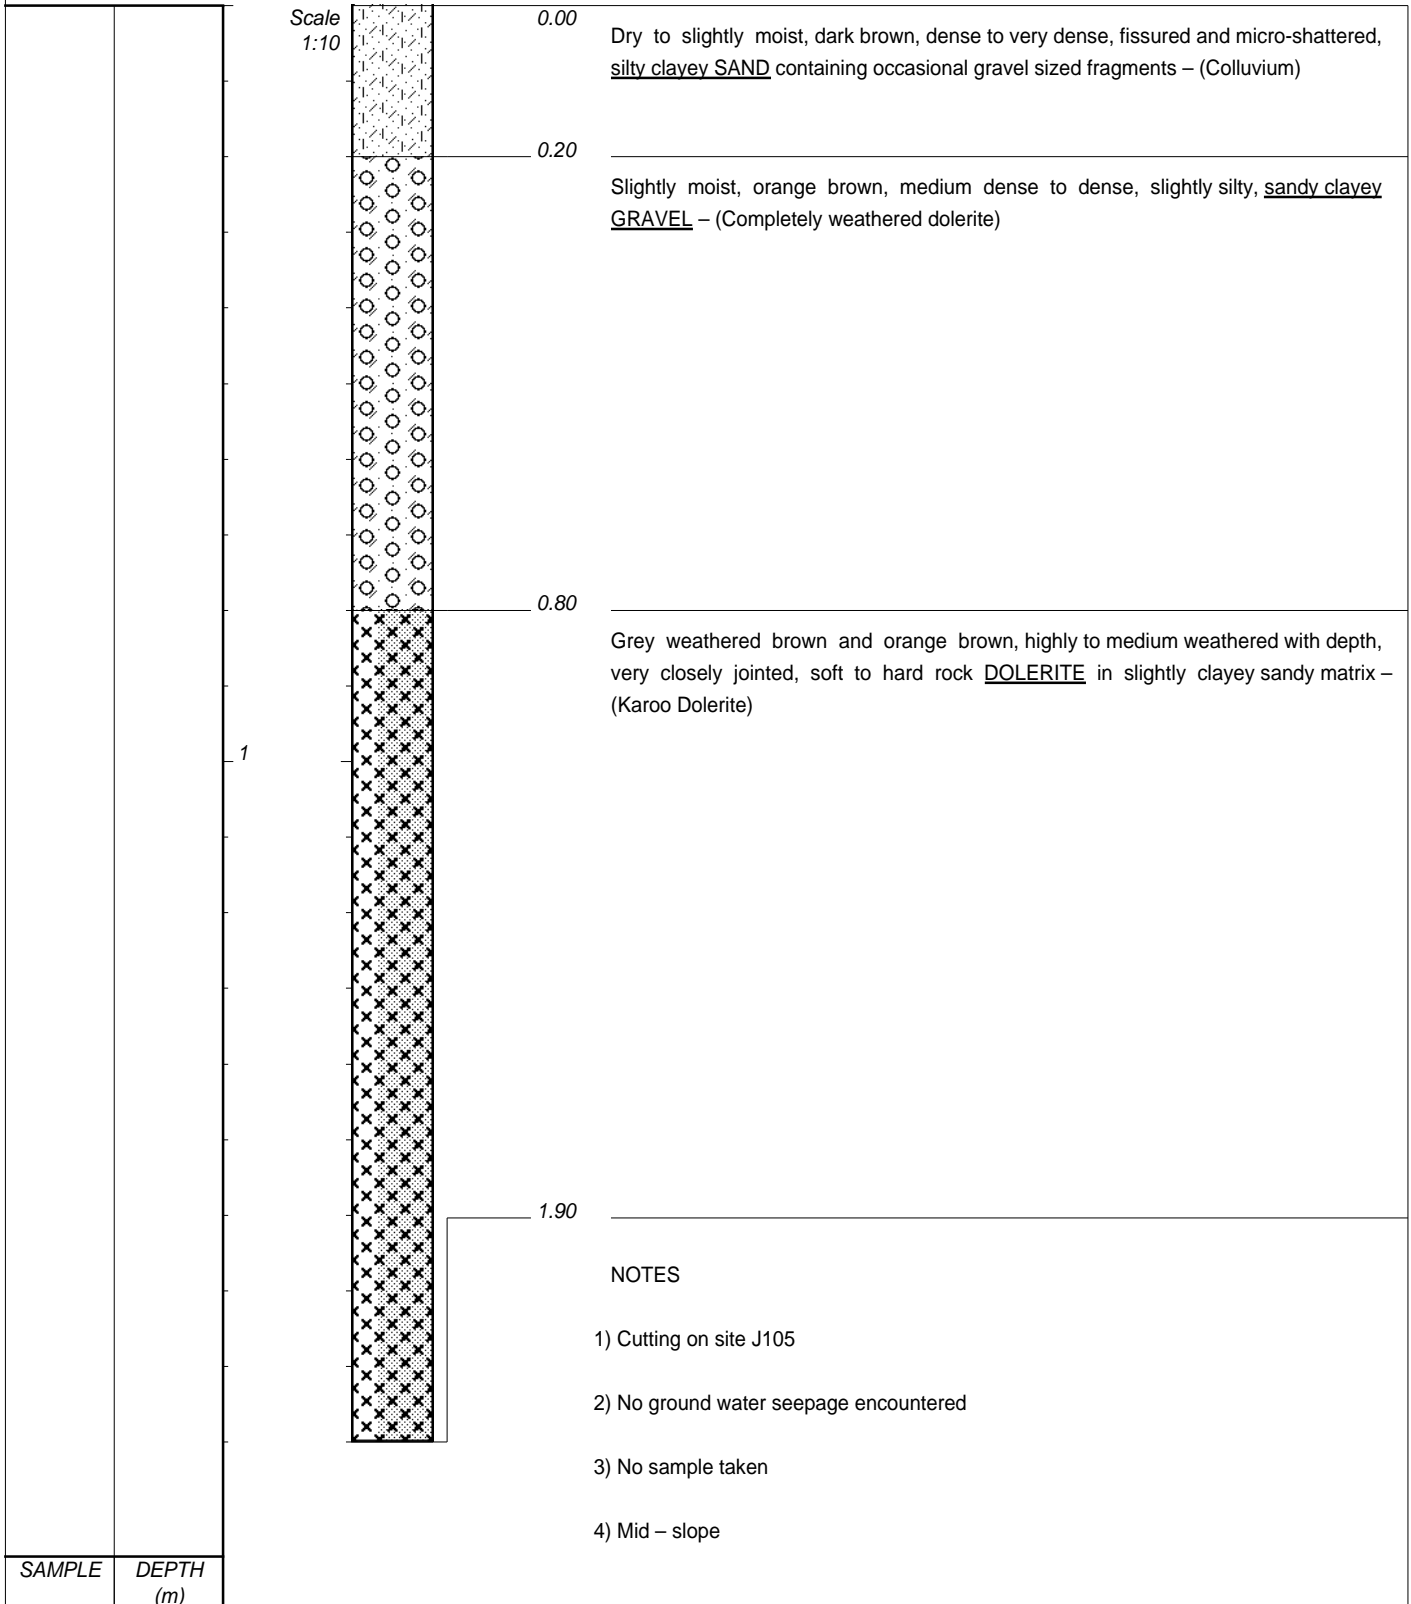 Scale
1:10
0.00
Dry to slightly moist, dark brown, dense to very dense, fissured and micro-shattered,
silty clayey SAND containing occasional gravel sized fragments – (Colluvium)
0.20
Slightly moist, orange brown, medium dense to dense, slightly silty, sandy clayey
GRAVEL – (Completely weathered dolerite)
0.80
Grey weathered brown and orange brown, highly to medium weathered with depth,
very closely jointed, soft to hard rock DOLERITE in slightly clayey sandy matrix –
(Karoo Dolerite)
1
1.90
NOTES
1) Cutting on site J105
2) No ground water seepage encountered
3) No sample taken
4) Mid – slope
SAMPLE DEPTH
(m)